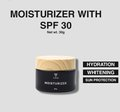 MOISTURIZER WITH
SPF 30
Net wt. 30g
HYDRATION
WHITENING
SUN PROTECTION